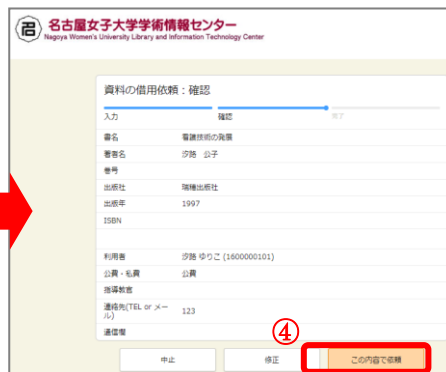 名古屋女子大学学術情報センター
Nagoya Women's University Library and Information Technology Center
資料の借用依頼：確認
入力 確認 完了
書名 看護技術の発展
著者名 汐路 公子
巻号
出版社 瑞穂出版社
出版年 1997
ISBN
利用者 汐路 ゆりこ (1600000101)
公費・私費 公費
指導教官
連絡先(TEL or メール) 123
通信欄
④
中止 修正 この内容で依頼